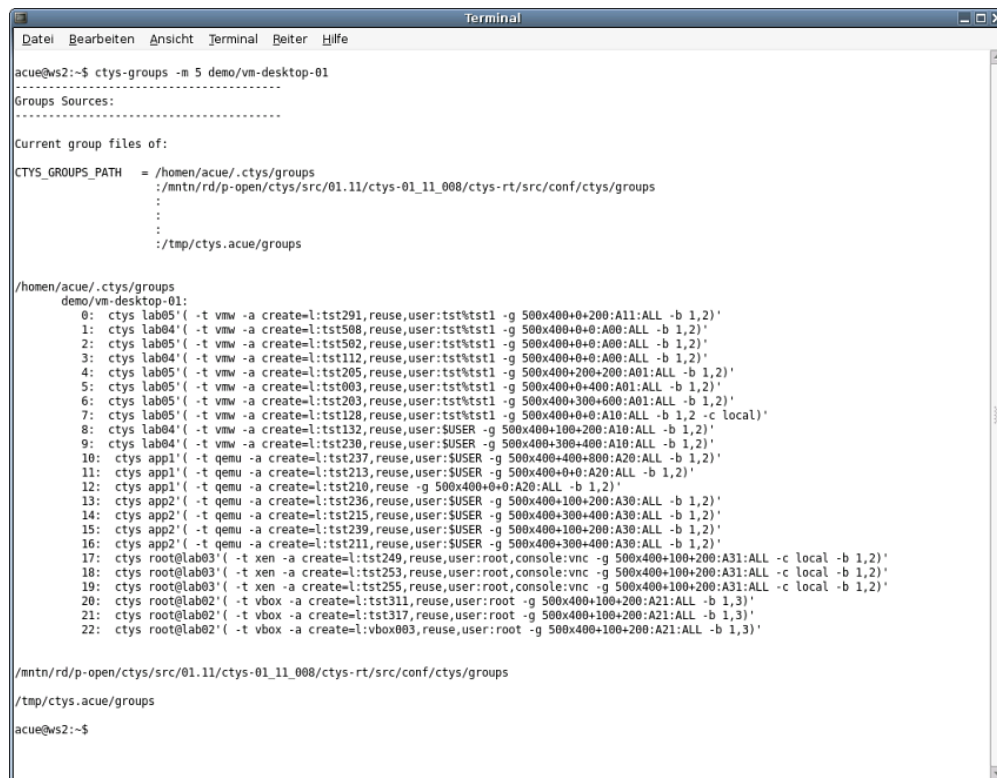 Terminal
Datei Bearbeiten Ansicht Terminal Reiter Hilfe
acue@ws2:~$ ctys-groups -m 5 demo/vm-desktop-01
----------------------------------------
Groups Sources:
----------------------------------------
Current group files of:
CTYS_GROUPS_PATH = /homen/acue/.ctys/groups
:/mntn/rd/p-open/ctys/src/01.11/ctys-01_11_008/ctys-rt/src/conf/ctys/groups
:
:
:
:/tmp/ctys.acue/groups
/homen/acue/.ctys/groups
demo/vm-desktop-01:
0: ctys lab05'( -t vmw -a create=l:tst291,reuse,user:tst%tst1 -g 500x400+0+200:A11:ALL -b 1,2)'
1: ctys lab04'( -t vmw -a create=l:tst508,reuse,user:tst%tst1 -g 500x400+0+0:A00:ALL -b 1,2)'
2: ctys lab05'( -t vmw -a create=l:tst502,reuse,user:tst%tst1 -g 500x400+0+0:A00:ALL -b 1,2)'
3: ctys lab04'( -t vmw -a create=l:tst112,reuse,user:tst%tst1 -g 500x400+0+0:A00:ALL -b 1,2)'
4: ctys lab05'( -t vmw -a create=l:tst205,reuse,user:tst%tst1 -g 500x400+200+200:A01:ALL -b 1,2)'
5: ctys lab05'( -t vmw -a create=l:tst003,reuse,user:tst%tst1 -g 500x400+0+400:A01:ALL -b 1,2)'
6: ctys lab05'( -t vmw -a create=l:tst203,reuse,user:tst%tst1 -g 500x400+300+600:A01:ALL -b 1,2)'
7: ctys lab05'( -t vmw -a create=l:tst128,reuse,user:tst%tst1 -g 500x400+0+0:A10:ALL -b 1,2 -c local)'
8: ctys lab04'( -t vmw -a create=l:tst132,reuse,user:$USER -g 500x400+100+200:A10:ALL -b 1,2)'
9: ctys lab04'( -t vmw -a create=l:tst230,reuse,user:$USER -g 500x400+300+400:A10:ALL -b 1,2)'
10: ctys app1'( -t qemu -a create=l:tst237,reuse,user:$USER -g 500x400+400+800:A20:ALL -b 1,2)'
11: ctys app1'( -t qemu -a create=l:tst213,reuse,user:$USER -g 500x400+0+0:A20:ALL -b 1,2)'
12: ctys app1'( -t qemu -a create=l:tst210,reuse -g 500x400+0+0:A20:ALL -b 1,2)'
13: ctys app2'( -t qemu -a create=l:tst236,reuse,user:$USER -g 500x400+100+200:A30:ALL -b 1,2)'
14: ctys app2'( -t qemu -a create=l:tst215,reuse,user:$USER -g 500x400+300+400:A30:ALL -b 1,2)'
15: ctys app2'( -t qemu -a create=l:tst239,reuse,user:$USER -g 500x400+100+200:A30:ALL -b 1,2)'
16: ctys app2'( -t qemu -a create=l:tst211,reuse,user:$USER -g 500x400+300+400:A30:ALL -b 1,2)'
17: ctys root@lab03'( -t xen -a create=l:tst249,reuse,user:root,console:vnc -g 500x400+100+200:A31:ALL -c local -b 1,2)'
18: ctys root@lab03'( -t xen -a create=l:tst253,reuse,user:root,console:vnc -g 500x400+100+200:A31:ALL -c local -b 1,2)'
19: ctys root@lab03'( -t xen -a create=l:tst255,reuse,user:root,console:vnc -g 500x400+100+200:A31:ALL -c local -b 1,2)'
20: ctys root@lab02'( -t vbox -a create=l:tst311,reuse,user:root -g 500x400+100+200:A21:ALL -b 1,3)'
21: ctys root@lab02'( -t vbox -a create=l:tst317,reuse,user:root -g 500x400+100+200:A21:ALL -b 1,3)'
22: ctys root@lab02'( -t vbox -a create=l:vbox003,reuse,user:root -g 500x400+100+200:A21:ALL -b 1,3)'
/mntn/rd/p-open/ctys/src/01.11/ctys-01_11_008/ctys-rt/src/conf/ctys/groups
/tmp/ctys.acue/groups
acue@ws2:~$